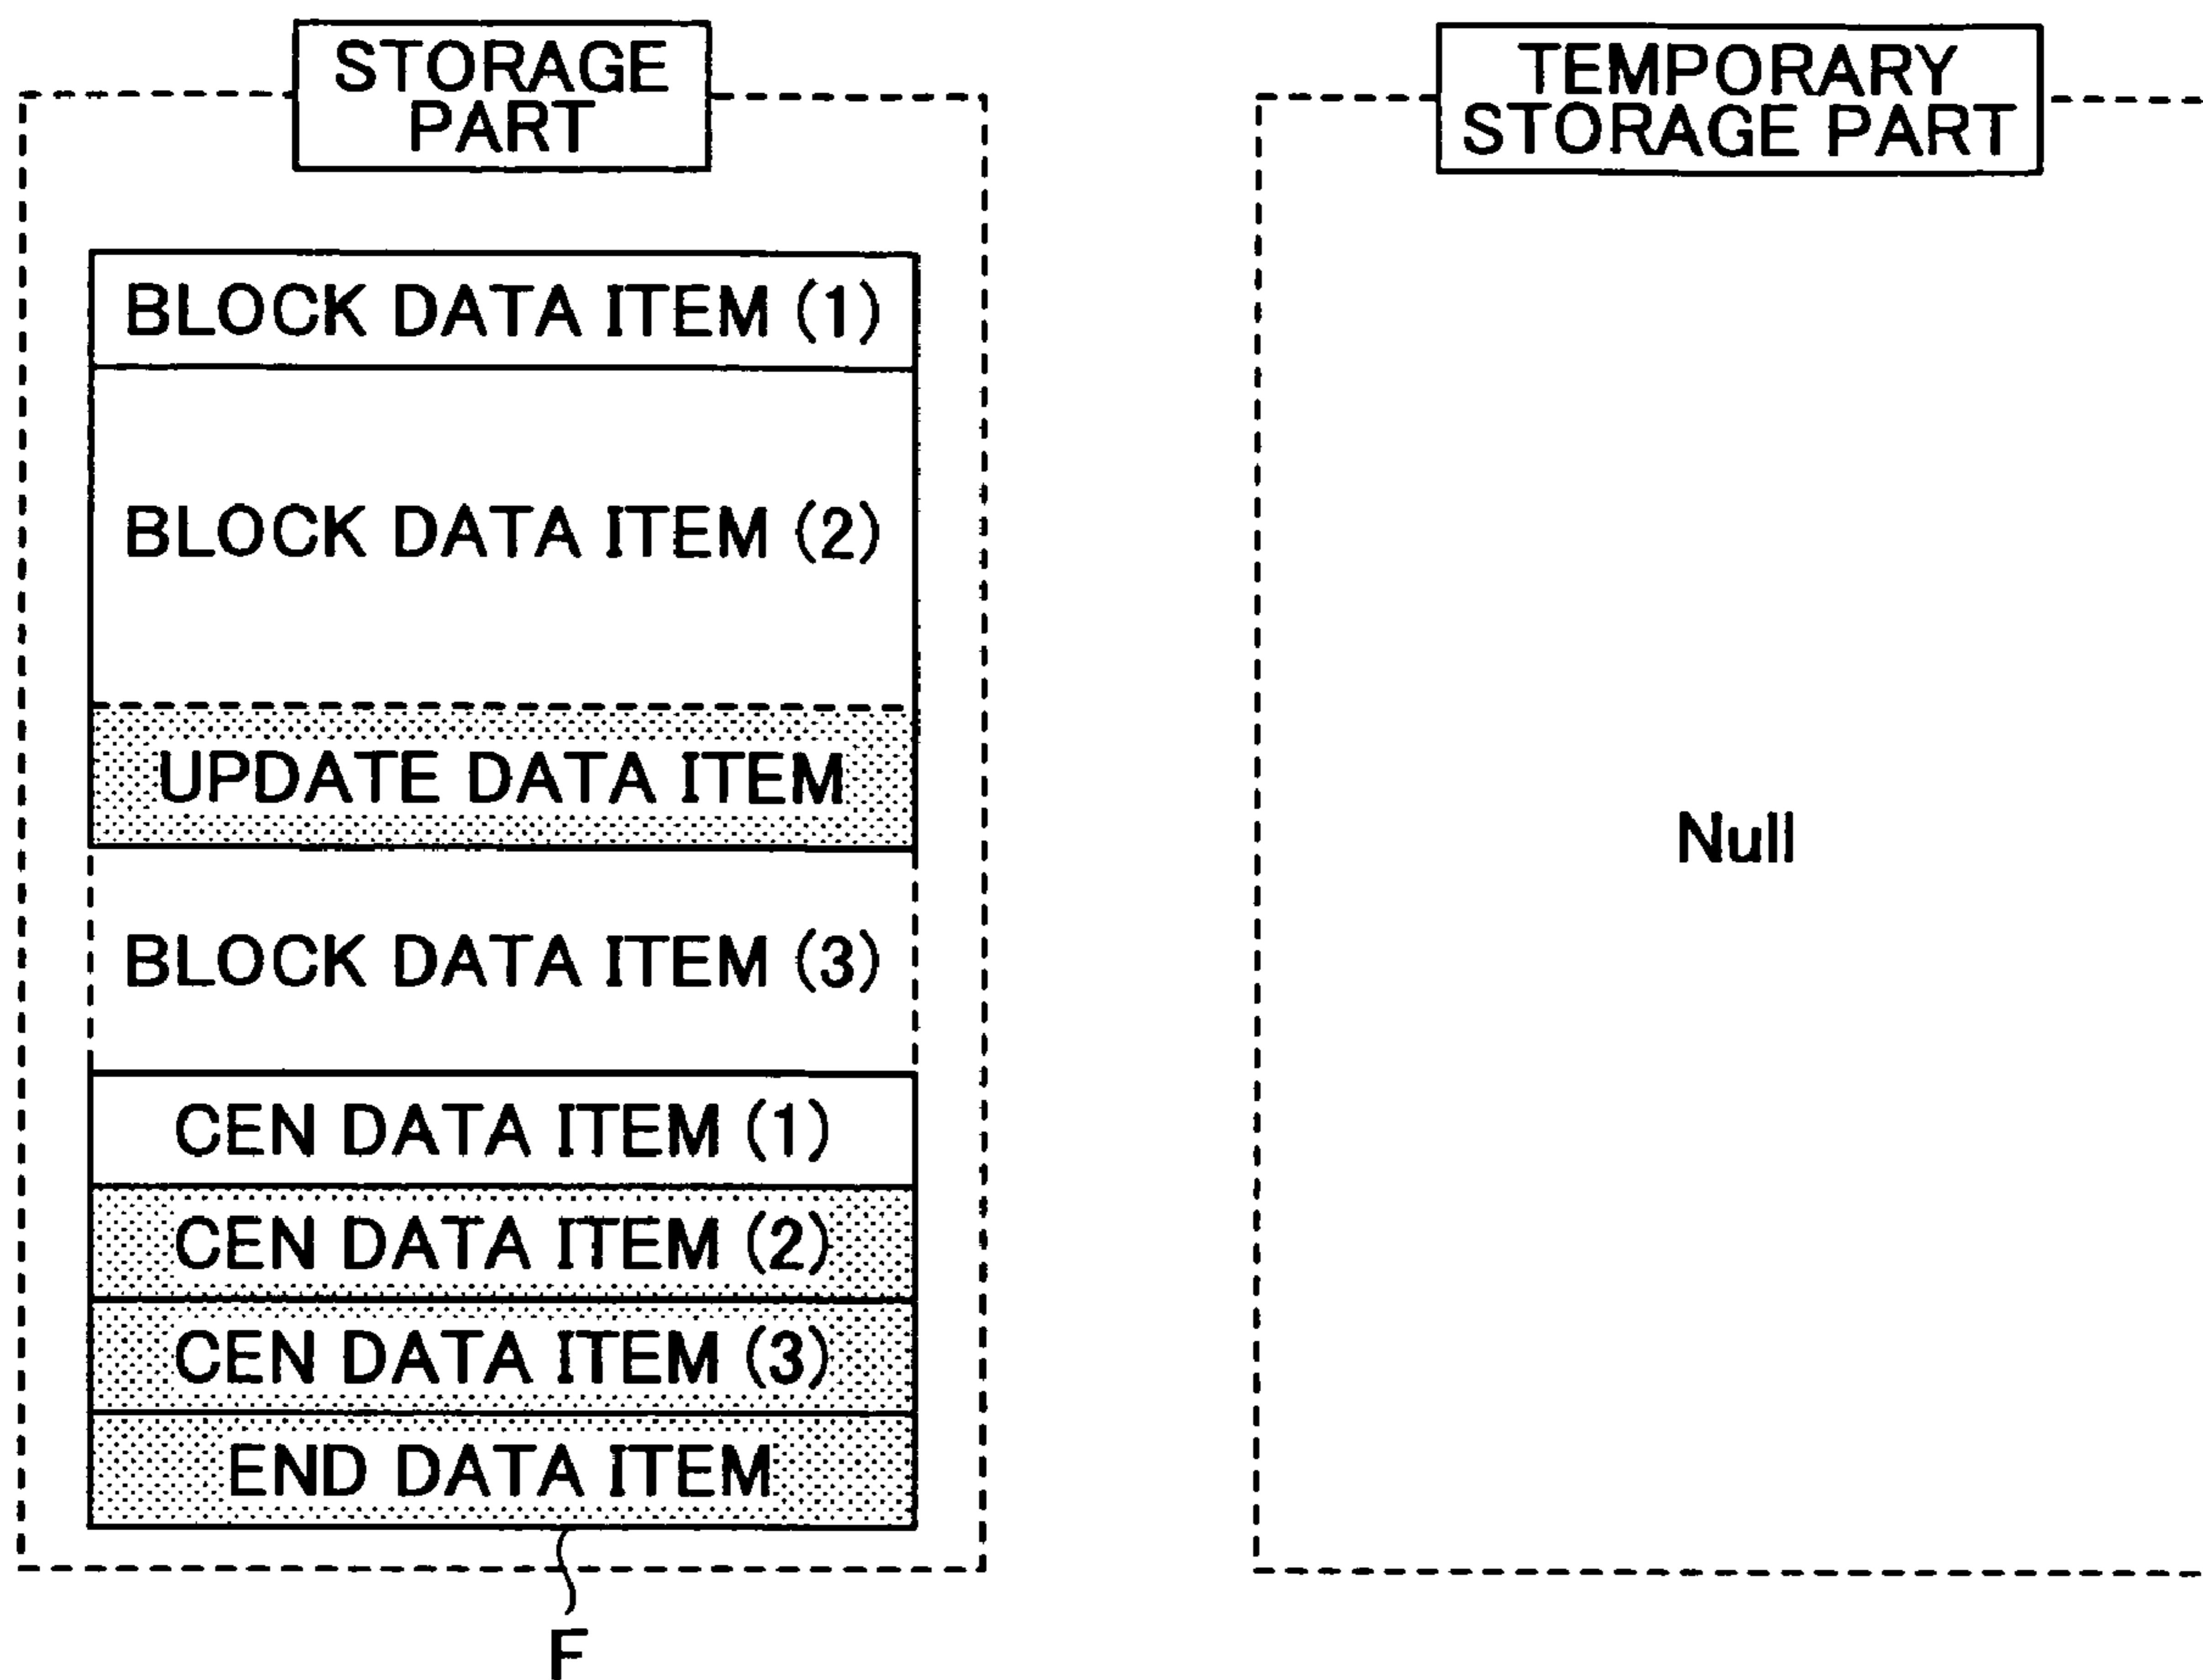 STORAGE
PART
BLOCK DATA ITEM (1)
BLOCK DATA ITEM (2)
UPDATE DATA ITEM
BLOCK DATA ITEM (3)
CEN DATA ITEM (1)
CEN DATA ITEM (2)
CEN DATA ITEM (3)
END DATA ITEM
F
TEMPORARY
STORAGE PART
Null